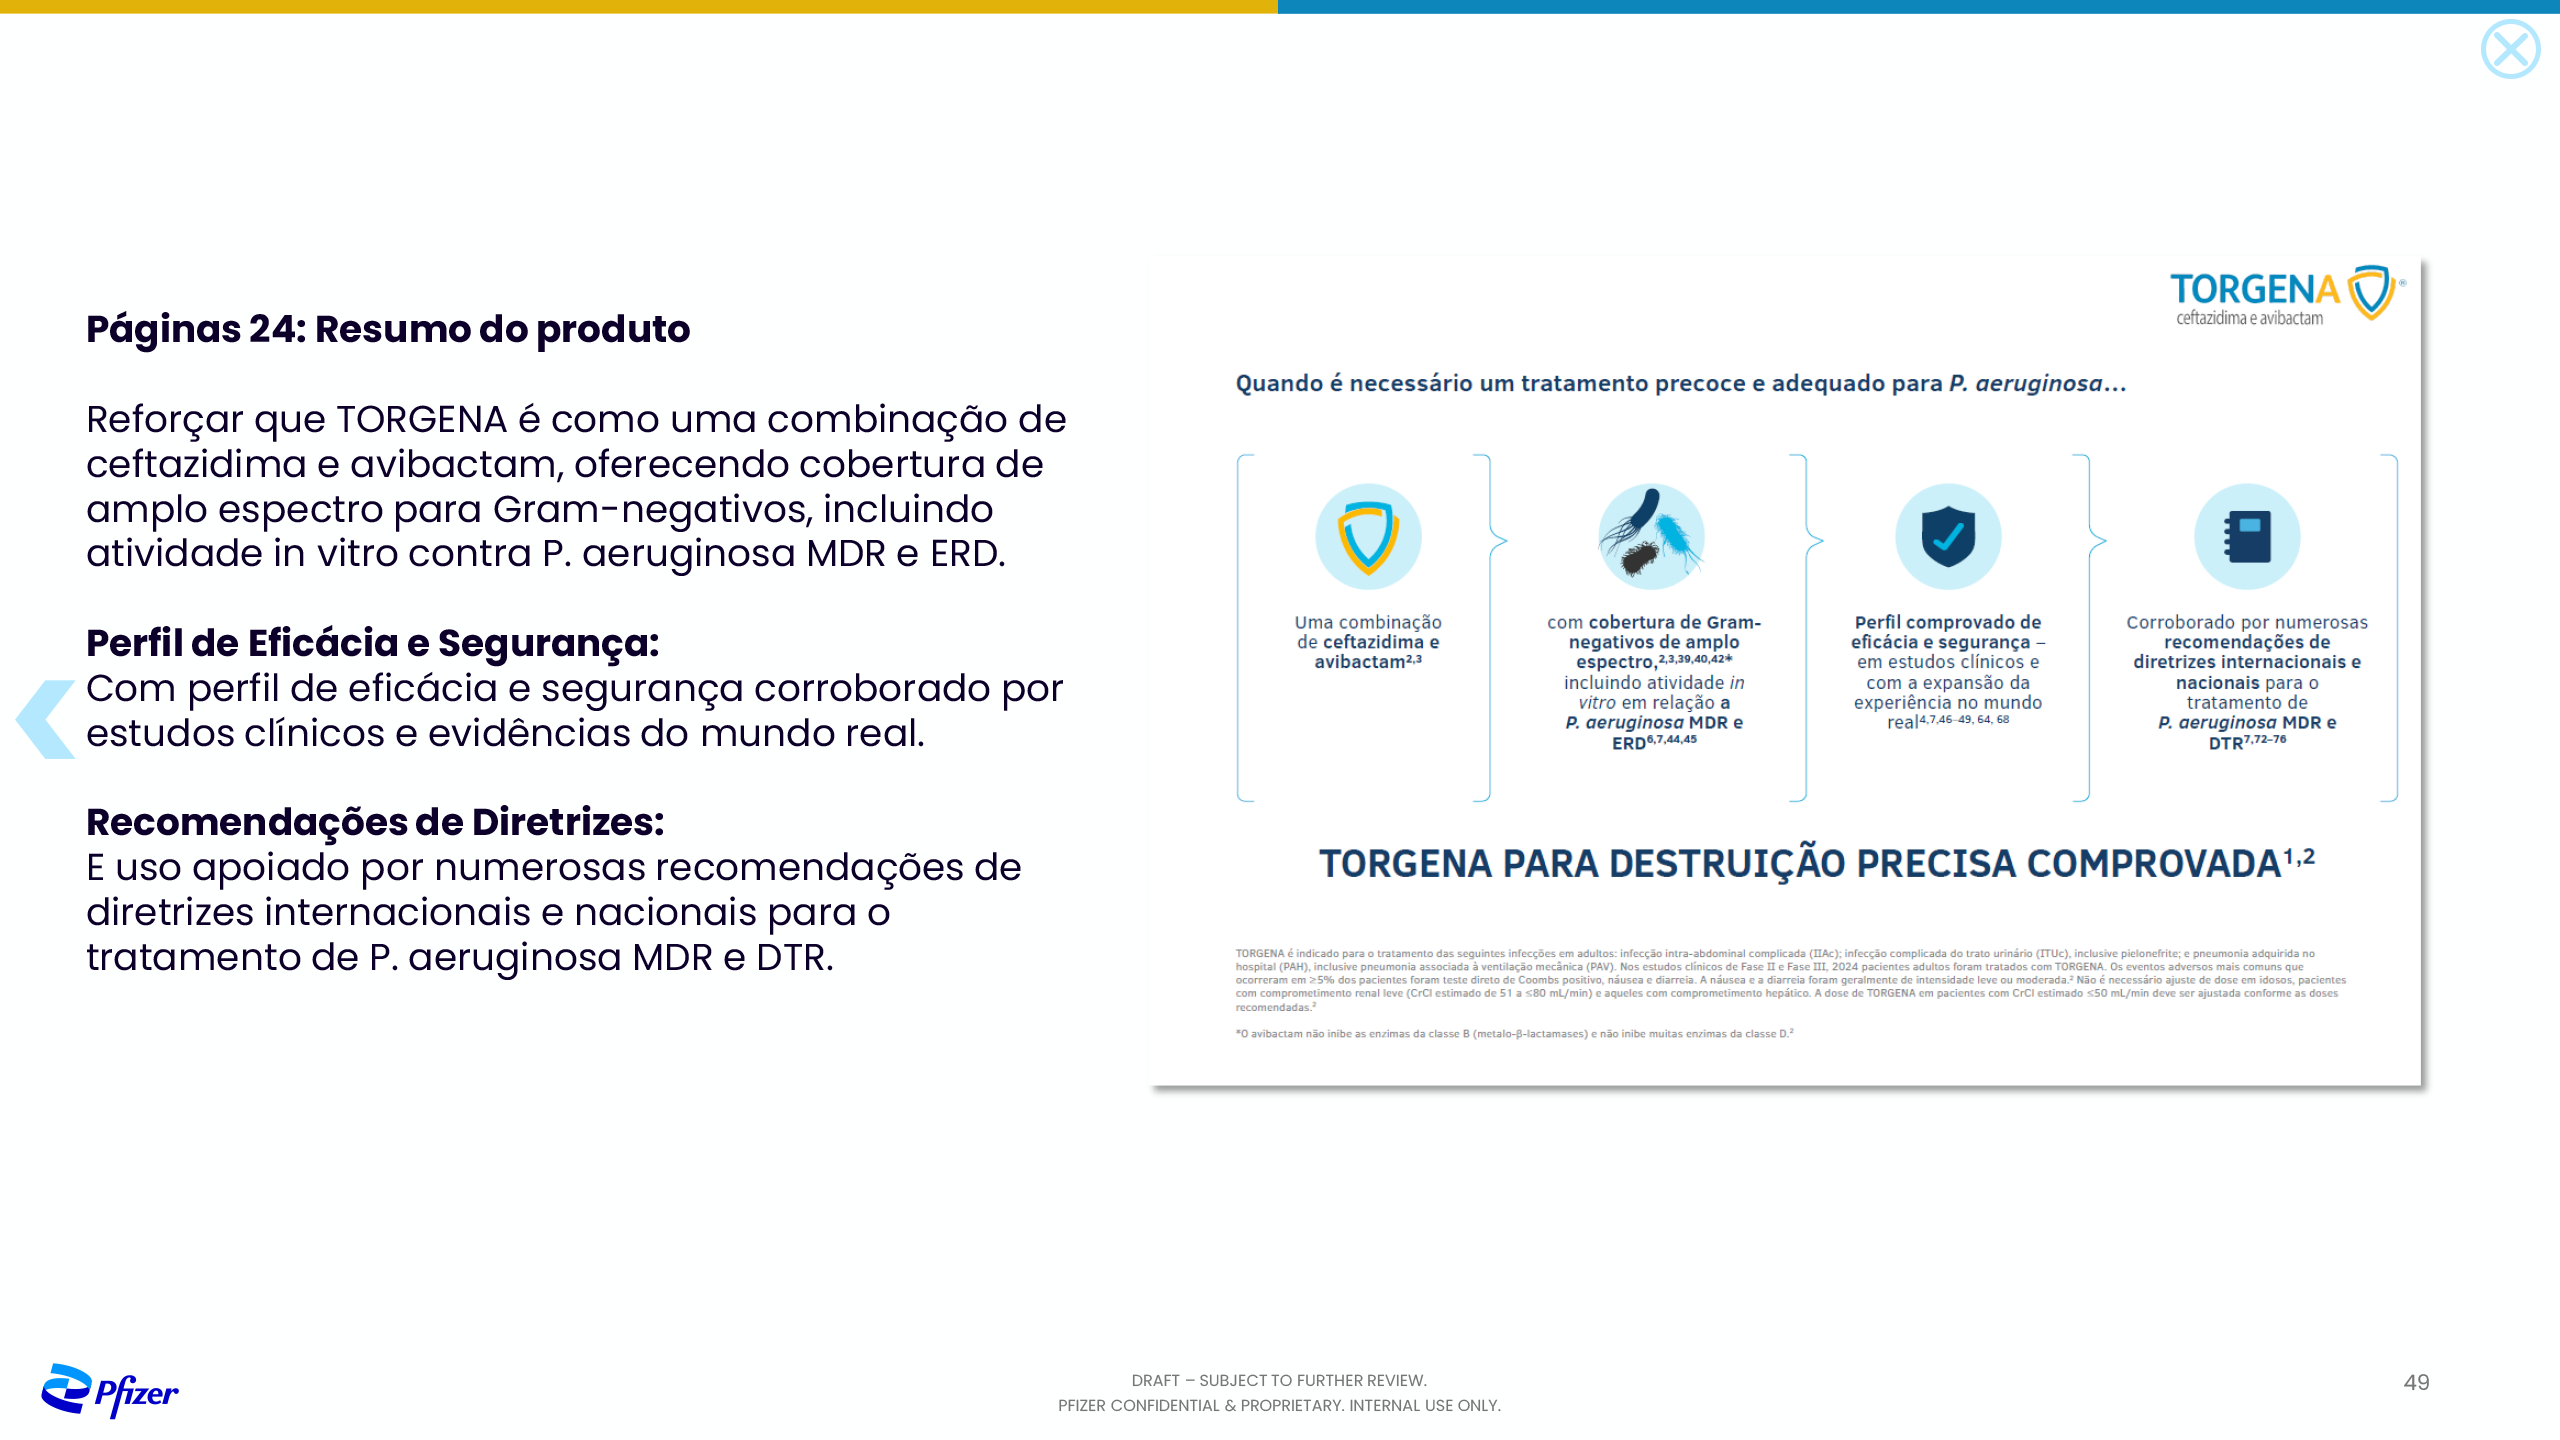 Páginas 24: Resumo do produto
Reforçar que TORGENA é como uma combinação de
ceftazidima e avibactam, oferecendo cobertura de
amplo espectro para Gram-negativos, incluindo
atividade in vitro contra P. aeruginosa MDR e ERD.
Perfil de Eficácia e Segurança:
Com perfil de eficácia e segurança corroborado por
estudos clínicos e evidências do mundo real.
Recomendações de Diretrizes:
E uso apoiado por numerosas recomendações de
diretrizes internacionais e nacionais para o
tratamento de P. aeruginosa MDR e DTR.
TORGENA ®
ceftazidima e avibactam
Quando é necessário um tratamento precoce e adequado para P. aeruginosa...
Uma combinação
de ceftazidima e
avibactam2,3
com cobertura de Gram-
negativos de amplo
espectro,2,3,39,40,42*
incluindo atividade in
vitro em relação a
P. aeruginosa MDR e
ERD6,7,44,45
Perfil comprovado de
eficácia e segurança –
em estudos clínicos e
com a expansão da
experiência no mundo
real4,7,46–49, 64, 68
Corroborado por numerosas
recomendações de
diretrizes internacionais e
nacionais para o
tratamento de
P. aeruginosa MDR e
DTR7,72–76
TORGENA PARA DESTRUIÇÃO PRECISA COMPROVADA1,2
TORGENA é indicado para o tratamento das seguintes infecções em adultos: infecção intra-abdominal complicada (IIAc); infecção complicada do trato urinário (ITUc), inclusive pielonefrite; e pneumonia adquirida no
hospital (PAH), inclusive pneumonia associada à ventilação mecânica (PAV). Nos estudos clínicos de Fase II e Fase III, 2024 pacientes adultos foram tratados com TORGENA. Os eventos adversos mais comuns que
ocorreram em ≥5% dos pacientes foram teste direto de Coombs positivo, náusea e diarreia. A náusea e a diarreia foram geralmente de intensidade leve ou moderada.2 Não é necessário ajuste de dose em idosos, pacientes
com comprometimento renal leve (CrCl estimado de 51 a ≤80 mL/min) e aqueles com comprometimento hepático. A dose de TORGENA em pacientes com CrCl estimado ≤50 mL/min deve ser ajustada conforme as doses
recomendadas.2
*O avibactam não inibe as enzimas da classe B (metalo-β-lactamases) e não inibe muitas enzimas da classe D.2
Pfizer
DRAFT – SUBJECT TO FURTHER REVIEW.
PFIZER CONFIDENTIAL & PROPRIETARY. INTERNAL USE ONLY.
49